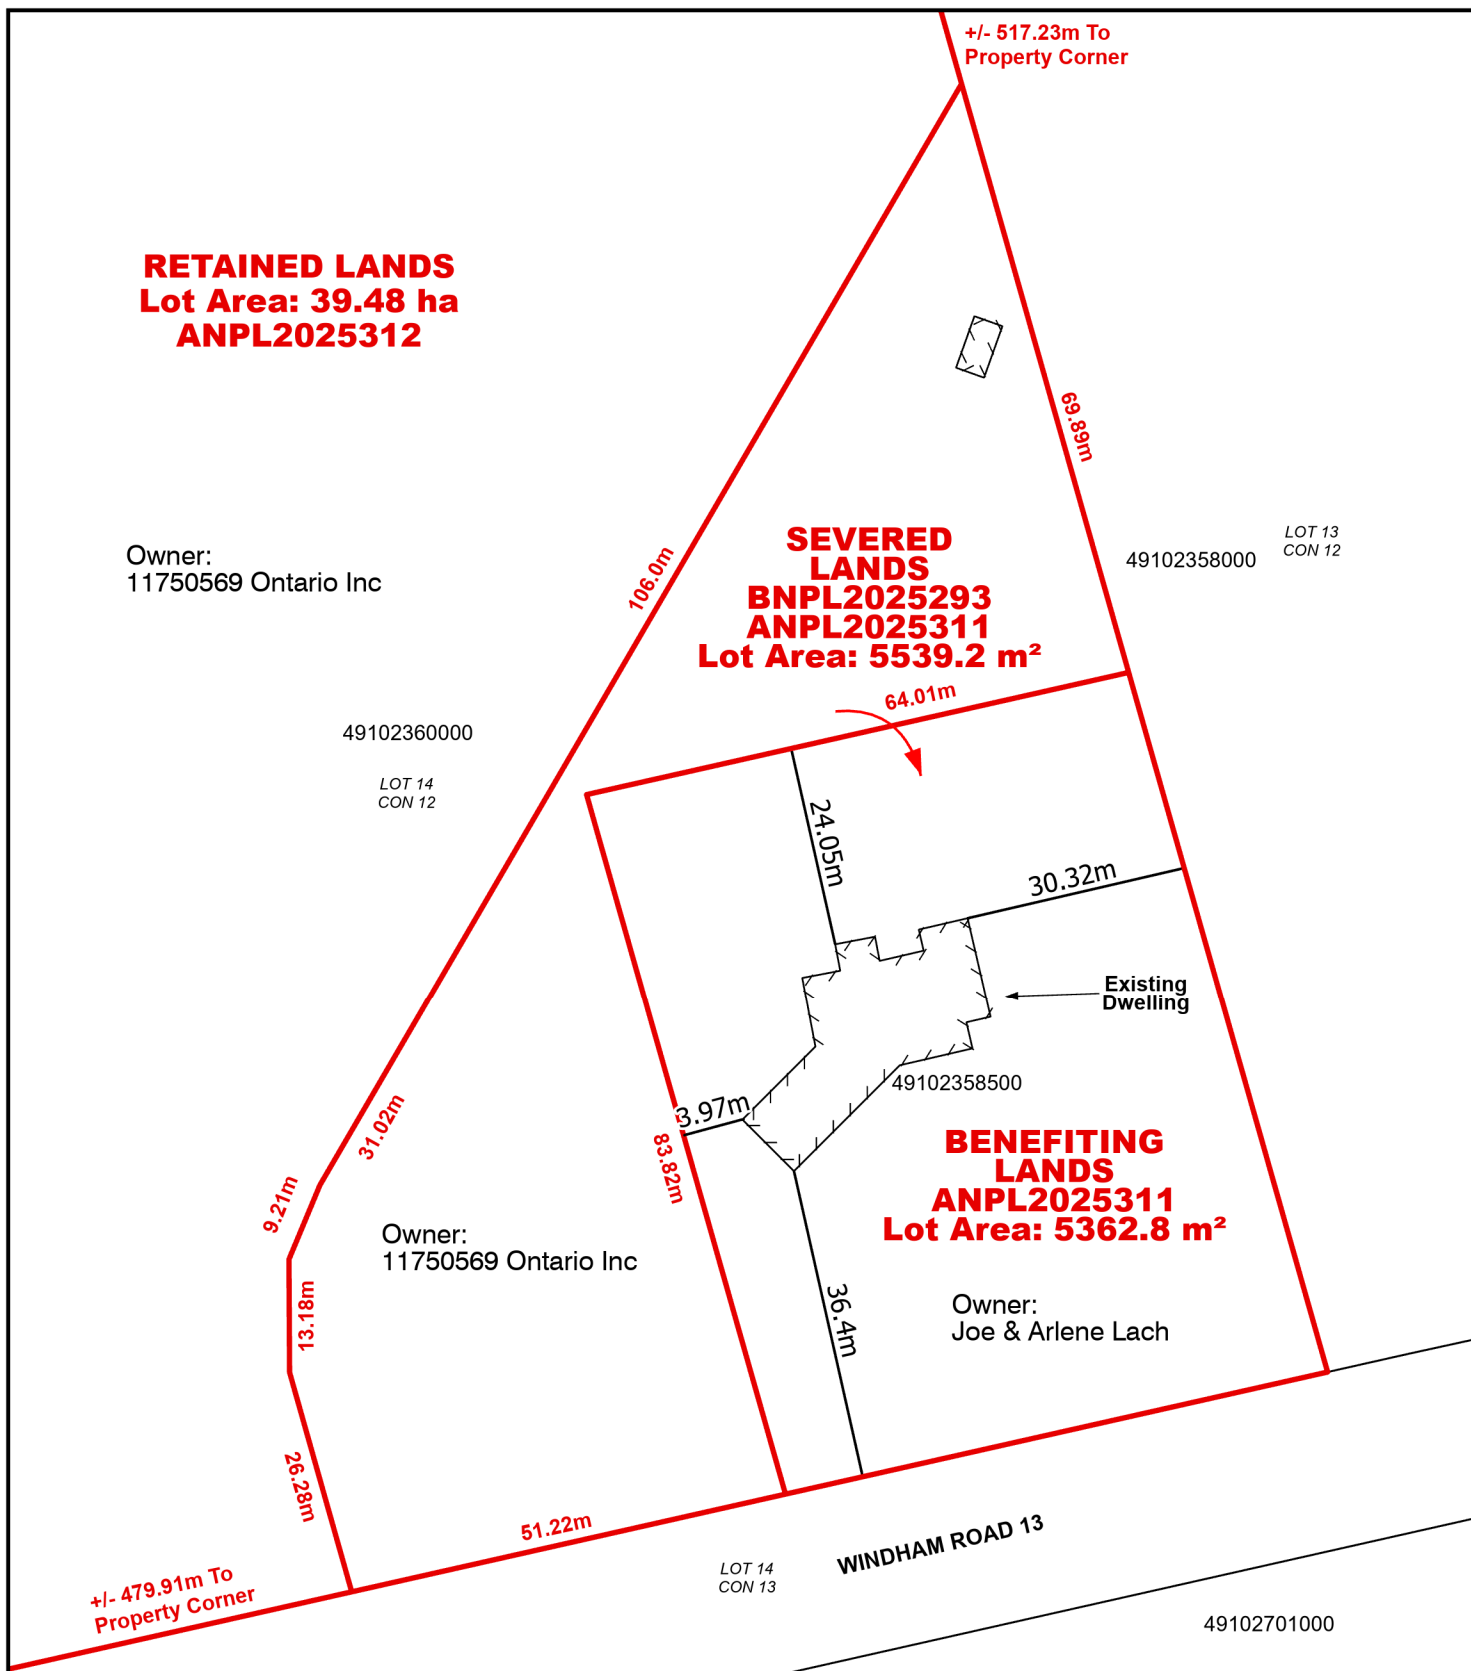 +/- 517.23m To
Property Corner
RETAINED LANDS
Lot Area: 39.48 ha
ANPL2025312
69.89m
Owner:
11750569 Ontario Inc
106.0m
SEVERED
LANDS
BNPL2025293
ANPL2025311
Lot Area: 5539.2 m²
49102358000
LOT 13
CON 12
64.01m
49102360000
LOT 14
CON 12
24.05m
30.32m
Existing
Dwelling
49102358500
3.97m
31.02m
83.82m
BENEFITING
LANDS
ANPL2025311
Lot Area: 5362.8 m²
9.21m
Owner:
11750569 Ontario Inc
13.18m
36.4m
Owner:
Joe & Arlene Lach
26.28m
51.22m
WINDHAM ROAD 13
LOT 14
CON 13
+/- 479.91m To
Property Corner
49102701000